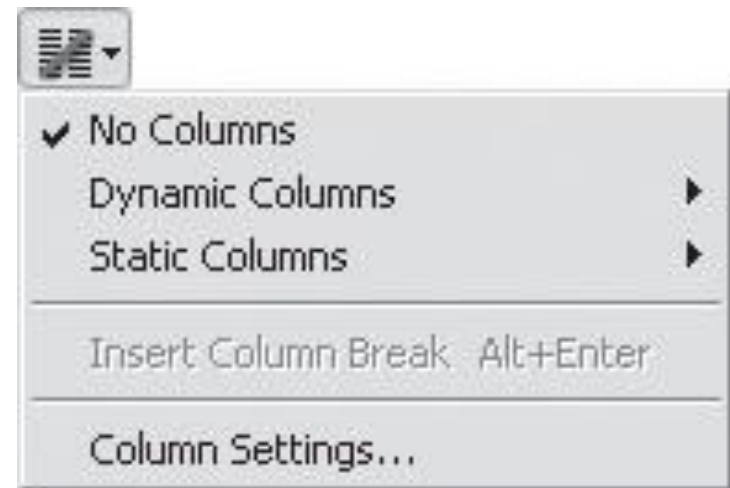 No Columns
Dynamic Columns
Static Columns
Insert Column Break Alt+Enter
Column Settings...